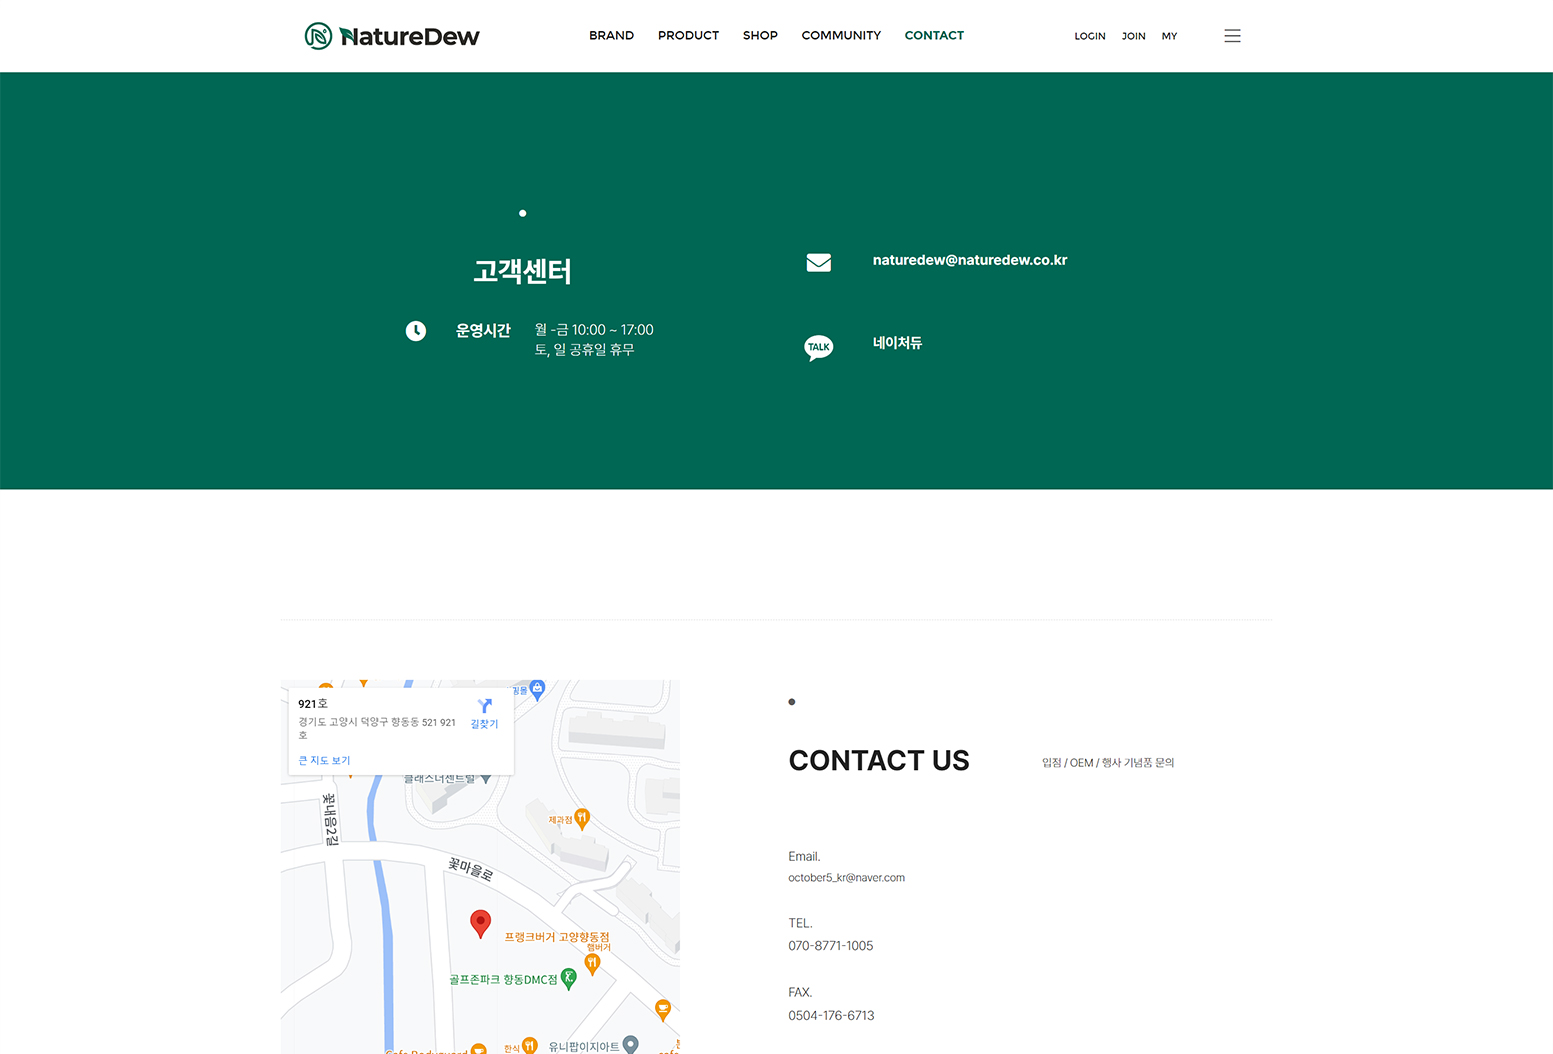 NatureDew
BRAND
PRODUCT
SHOP
COMMUNITY
CONTACT
LOGIN
JOIN
MY
고객센터
운영시간
월 -금 10:00 ~ 17:00
토, 일 공휴일 휴무
naturedew@naturedew.co.kr
TALK
네이처듀
921호
경기도 고양시 덕양구 향동동 521 921
호
길찾기
큰 지도 보기
핑몰
클래스너센트럴
꽃내음2길
제과점
꽃마을로
프랭크버거 고양향동점
햄버거
골프존파크 향동DMC점
한식
유니팝이지아트
CONTACT US
입점 / OEM / 행사 기념품 문의
Email.
october5_kr@naver.com
TEL.
070-8771-1005
FAX.
0504-176-6713